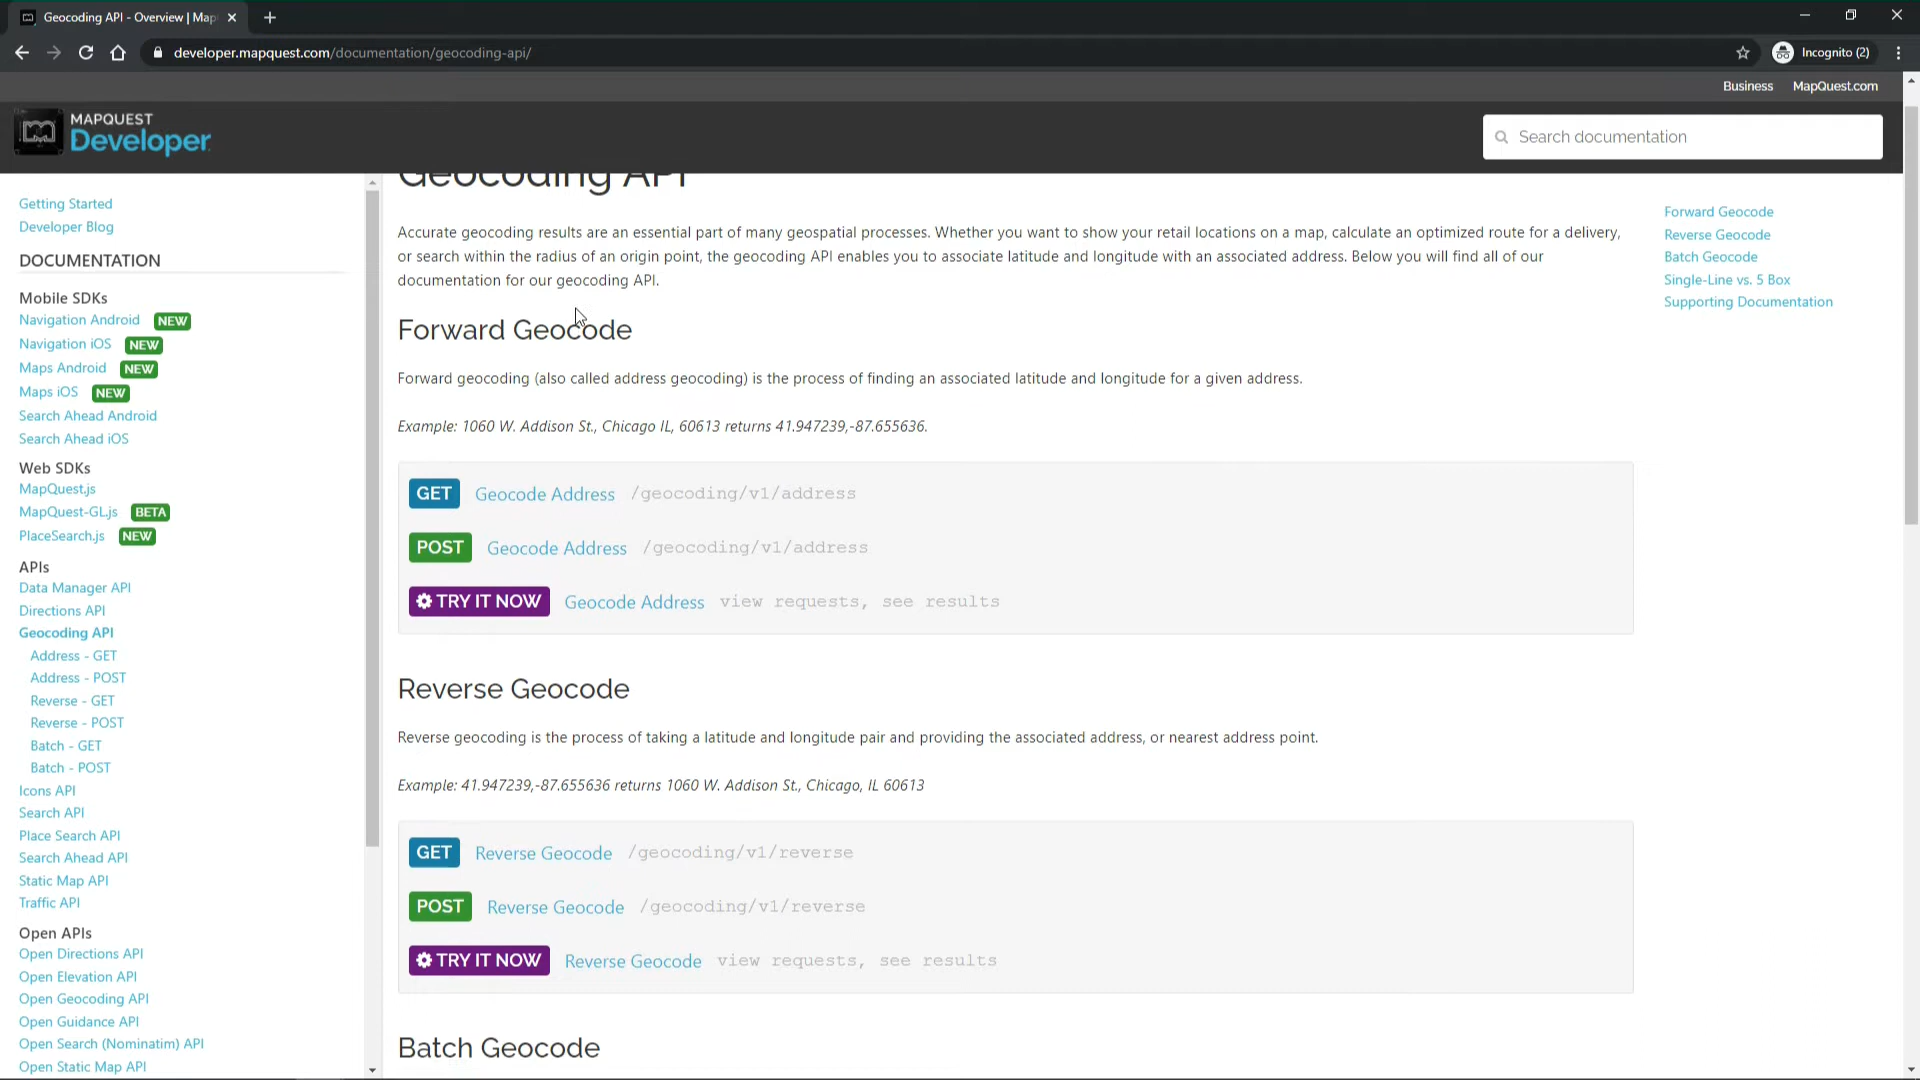 Geocoding API - Overview | Map
developer.mapquest.com/documentation/geocoding-api/
Incognito (2)
Business MapQuest.com
MAPQUEST
Developer
Search documentation
Getting Started
Developer Blog
DOCUMENTATION
Mobile SDKs
Navigation Android NEW
Navigation iOS NEW
Maps Android NEW
Maps iOS NEW
Search Ahead Android
Search Ahead iOS
Web SDKs
MapQuest.js
MapQuest-GL.js BETA
PlaceSearch.js NEW
APIs
Data Manager API
Directions API
Geocoding API
Address - GET
Address - POST
Reverse - GET
Reverse - POST
Batch - GET
Batch - POST
Icons API
Search API
Place Search API
Search Ahead API
Static Map API
Traffic API
Open APIs
Open Directions API
Open Elevation API
Open Geocoding API
Open Guidance API
Open Search (Nominatim) API
Open Static Map API
Geocoding API
Accurate geocoding results are an essential part of many geospatial processes. Whether you want to show your retail locations on a map, calculate an optimized route for a delivery,
or search within the radius of an origin point, the geocoding API enables you to associate latitude and longitude with an associated address. Below you will find all of our
documentation for our geocoding API.
Forward Geocode
Forward geocoding (also called address geocoding) is the process of finding an associated latitude and longitude for a given address.
Example: 1060 W. Addison St., Chicago IL, 60613 returns 41.947239,-87.655636.
GET Geocode Address /geocoding/v1/address
POST Geocode Address /geocoding/v1/address
TRY IT NOW Geocode Address view requests, see results
Reverse Geocode
Reverse geocoding is the process of taking a latitude and longitude pair and providing the associated address, or nearest address point.
Example: 41.947239,-87.655636 returns 1060 W. Addison St., Chicago, IL 60613
GET Reverse Geocode /geocoding/v1/reverse
POST Reverse Geocode /geocoding/v1/reverse
TRY IT NOW Reverse Geocode view requests, see results
Batch Geocode
Forward Geocode
Reverse Geocode
Batch Geocode
Single-Line vs. 5 Box
Supporting Documentation